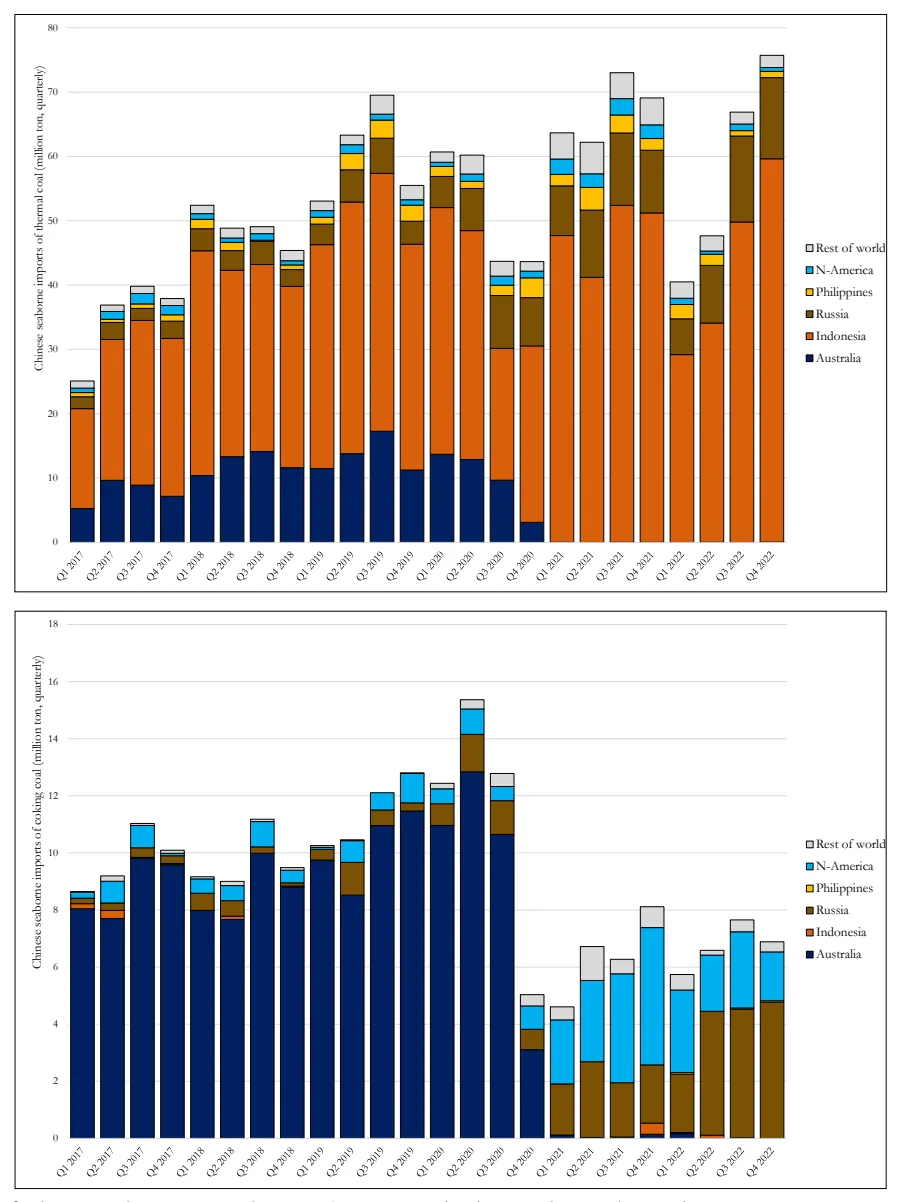 Chinese seaborne imports of thermal coal (million ton, quarterly)
80
70
60
50
40
30
20
10
0
Q1 2017
Q2 2017
Q3 2017
Q4 2017
Q1 2018
Q2 2018
Q3 2018
Q4 2018
Q1 2019
Q2 2019
Q3 2019
Q4 2019
Q1 2020
Q2 2020
Q3 2020
Q4 2020
Q1 2021
Q2 2021
Q3 2021
Q4 2021
Q1 2022
Q2 2022
Q3 2022
Q4 2022
Rest of world
N-America
Philippines
Russia
Indonesia
Australia
Chinese seaborne imports of coking coal (million ton, quarterly)
18
16
14
12
10
8
6
4
2
0
Q1 2017
Q2 2017
Q3 2017
Q4 2017
Q1 2018
Q2 2018
Q3 2018
Q4 2018
Q1 2019
Q2 2019
Q3 2019
Q4 2019
Q1 2020
Q2 2020
Q3 2020
Q4 2020
Q1 2021
Q2 2021
Q3 2021
Q4 2021
Q1 2022
Q2 2022
Q3 2022
Q4 2022
Rest of world
N-America
Philippines
Russia
Indonesia
Australia